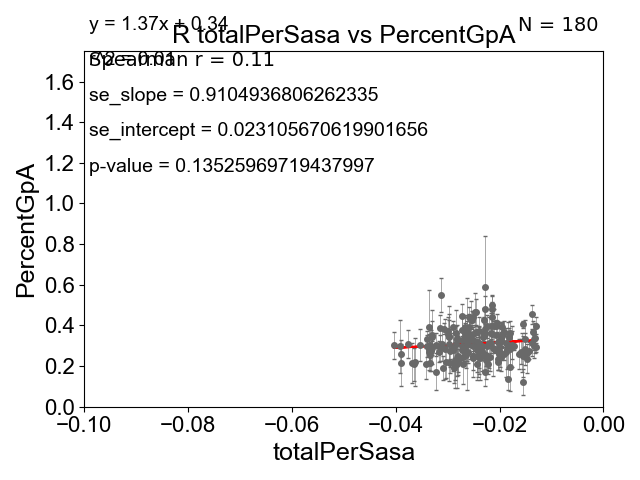 y = 1.37x + 0.34
N = 180
R totalPerSasa vs PercentGpA
Spearman r = 0.11
se_slope = 0.9104936806262335
se_intercept = 0.023105670619901656
p-value = 0.13525969719437997
PercentGpA
1.6
1.4
1.2
1.0
0.8
0.6
0.4
0.2
0.0
−0.10 −0.08 −0.06 −0.04 −0.02 0.00
totalPerSasa